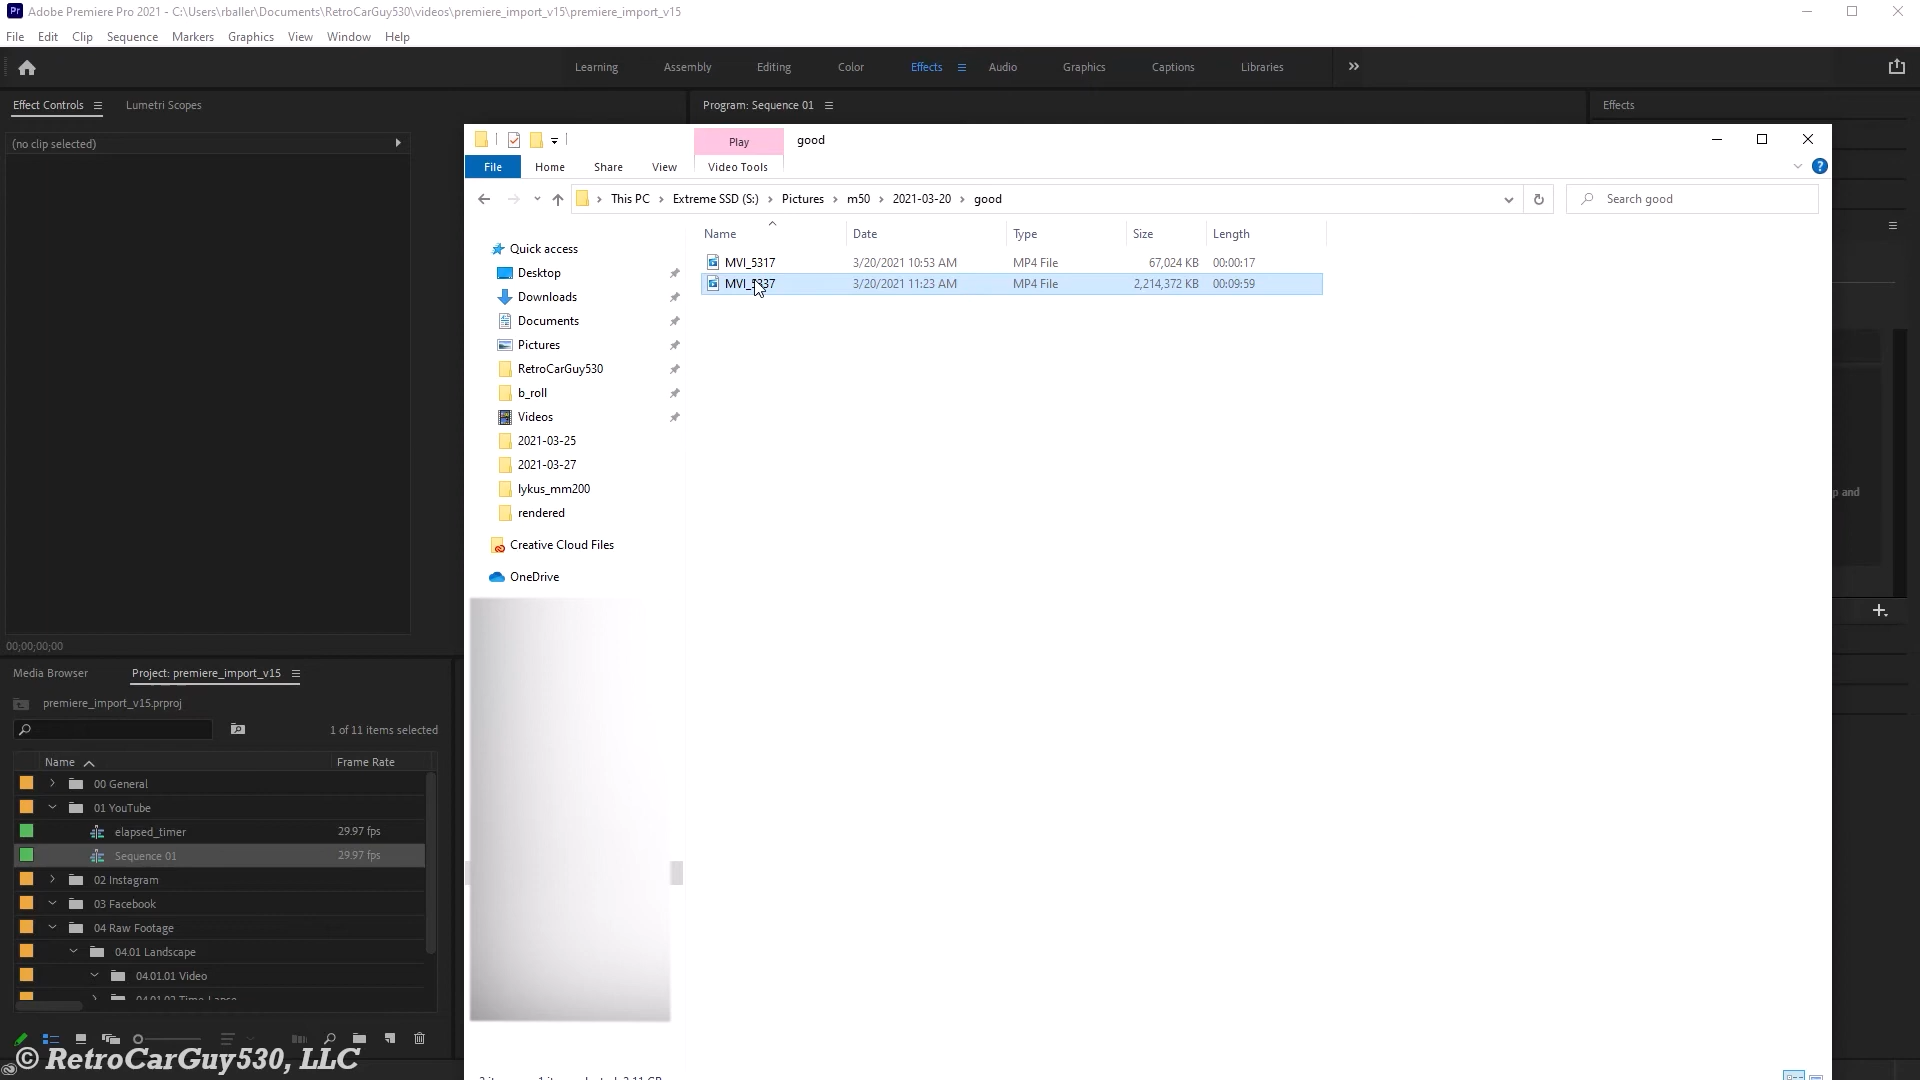 Pr Adobe Premiere Pro 2021 - C:\Users\rballer\Documents\RetroCarGuy530\videos\premiere_import_v15\premiere_import_v15
File Edit Clip Sequence Markers Graphics View Window Help
Learning Assembly Editing Color Effects Audio Graphics Captions Libraries
Effect Controls Lumetri Scopes Program: Sequence 01 Effects
(no clip selected)
Play good
File Home Share View Video Tools
This PC Extreme SSD (S:) Pictures m50 2021-03-20 good Search good
Name Date Type Size Length
Quick access
MVI_5317 3/20/2021 10:53 AM MP4 File 67,024 KB 00:00:17
MVI_5337 3/20/2021 11:23 AM MP4 File 2,214,372 KB 00:09:59
Desktop
Downloads
Documents
Pictures
RetroCarGuy530
b_roll
Videos
2021-03-25
2021-03-27
lykus_mm200
rendered
Creative Cloud Files
OneDrive
p and
00;00;00;00
Media Browser Project: premiere_import_v15
premiere_import_v15.prproj
1 of 11 items selected
Name Frame Rate
00 General
01 YouTube
elapsed_timer 29.97 fps
Sequence 01 29.97 fps
02 Instagram
03 Facebook
04 Raw Footage
04.01 Landscape
04.01.01 Video
04.01.02 Time Lapse
© RetroCarGuy530, LLC